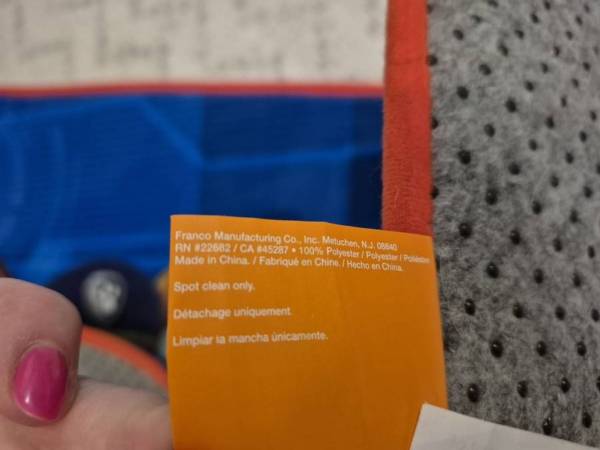 Franco Manufacturing Co., Inc. Metuchen, N.J. 08840
RN #22682 / CA #45287 • 100% Polyester / Polyester / Poliéster
Made in China. / Fabriqué en Chine. / Hecho en China.
Spot clean only.
Détachage uniquement.
Limpiar la mancha únicamente.